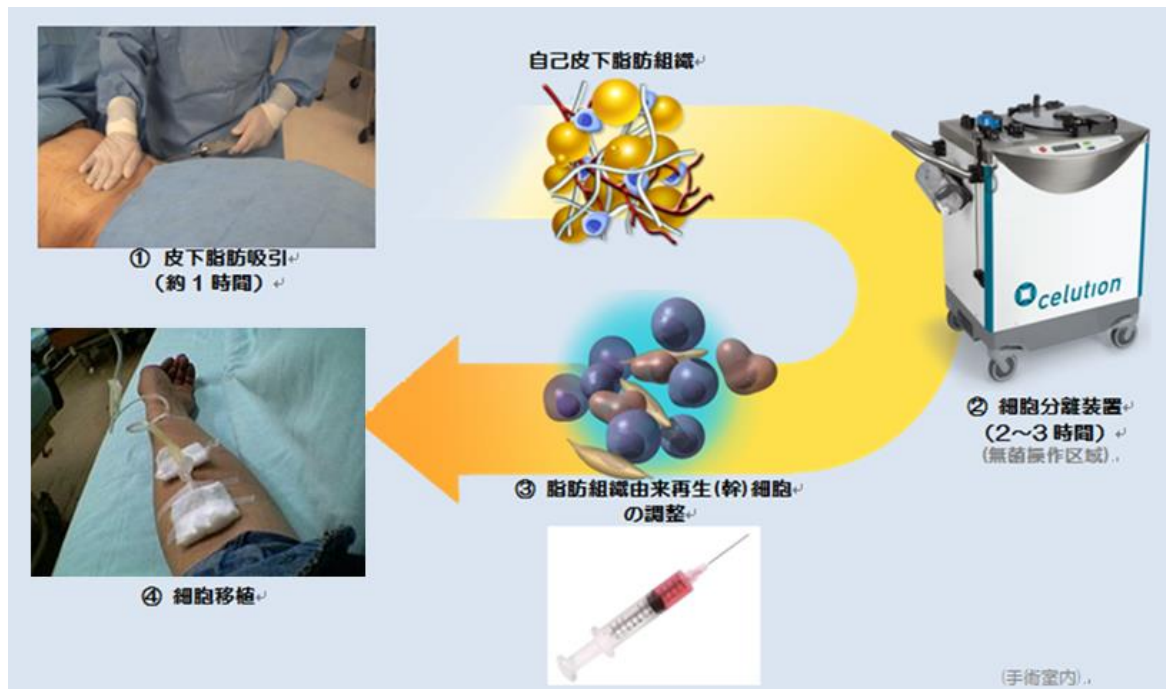 ① 皮下脂肪吸引↵
（約１時間）↵
自己皮下脂肪組織↵
celution
② 細胞分離装置↵
（２～３時間）↵
(無菌操作区域)
③ 脂肪組織由来再生(幹)細胞↵
の調整↵
④ 細胞移植↵
(手術室内)